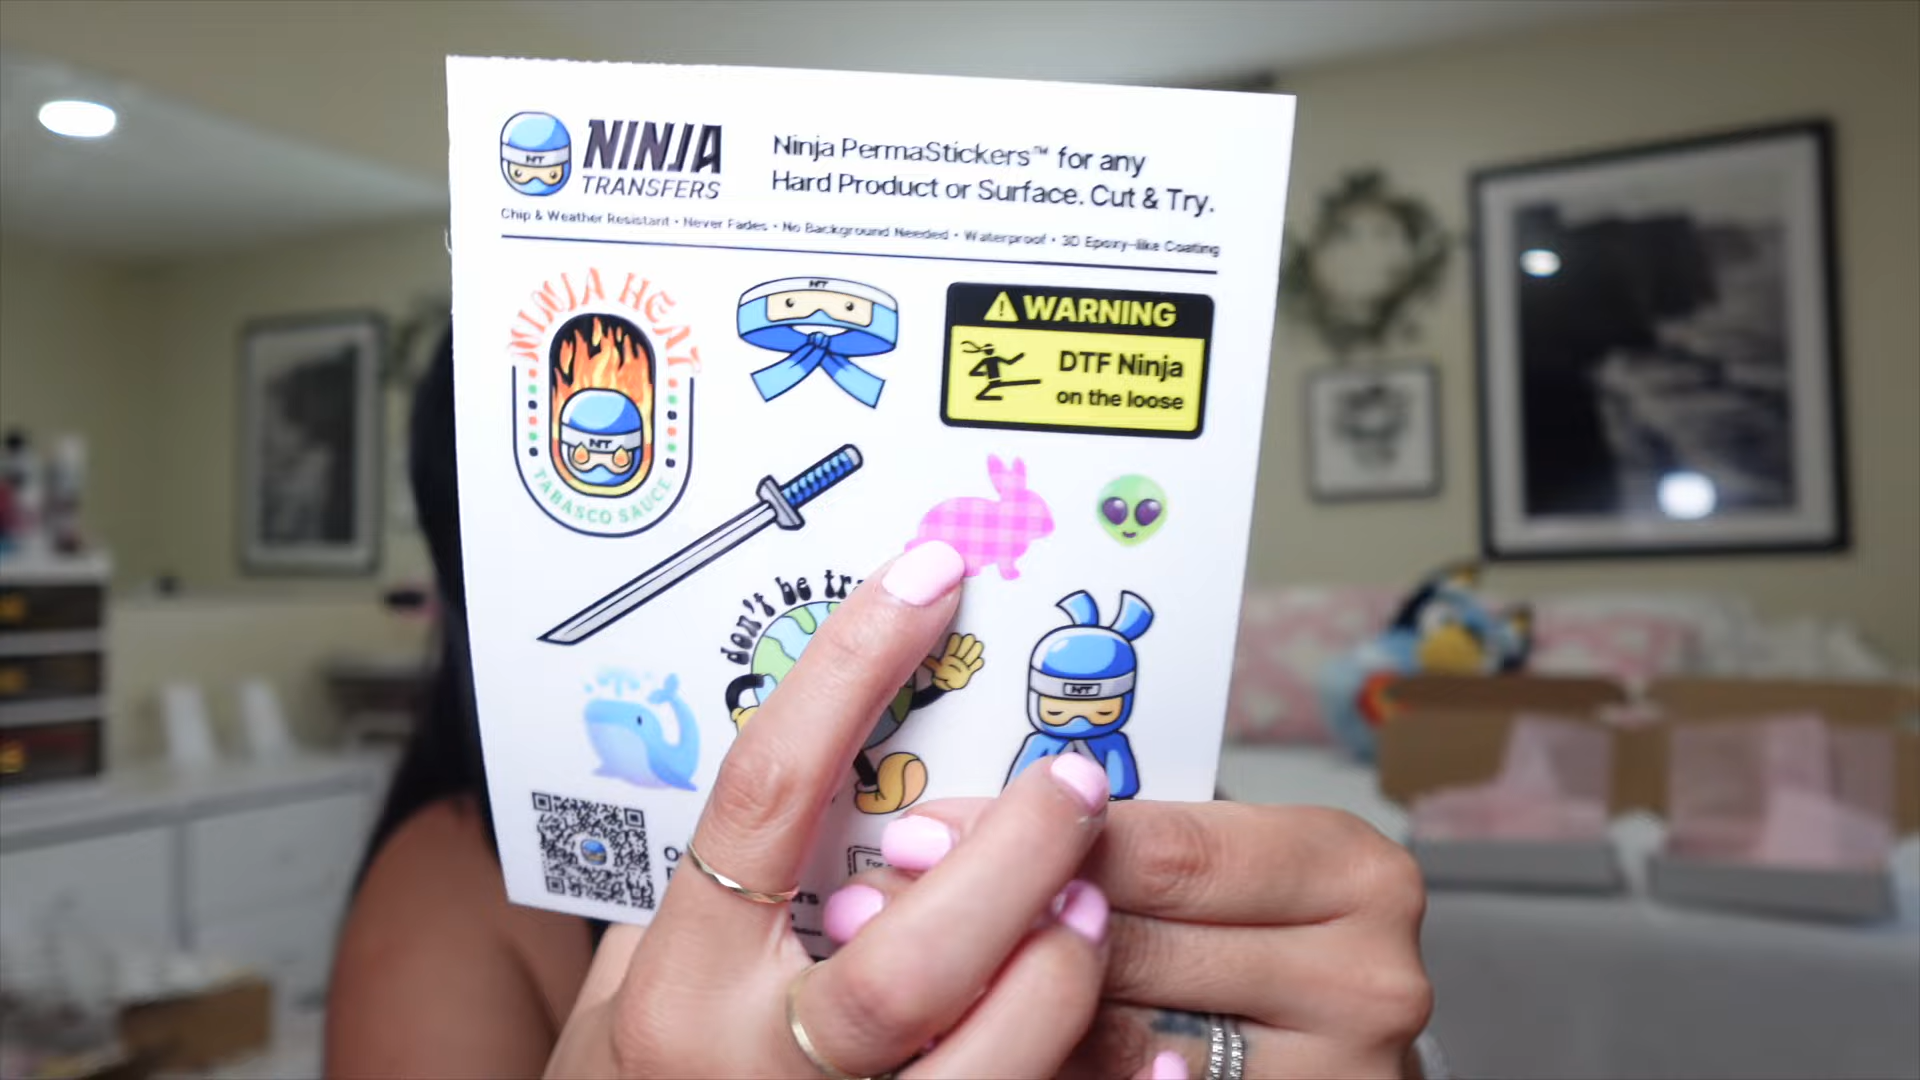 NT
NINJA
TRANSFERS
Ninja PermaStickers™ for any
Hard Product or Surface. Cut & Try.
Chip & Weather Resistant • Never Fades • No Background Needed • Waterproof • 3D Epoxy-like Coating
NINJA HEAT
NT
TABASCO SAUCE
NT
WARNING
DTF Ninja
on the loose
don't be
NT